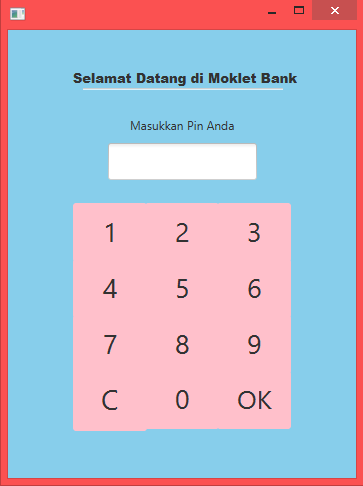 Selamat Datang di Moklet Bank
Masukkan Pin Anda
1 2 3
4 5 6
7 8 9
C 0 OK